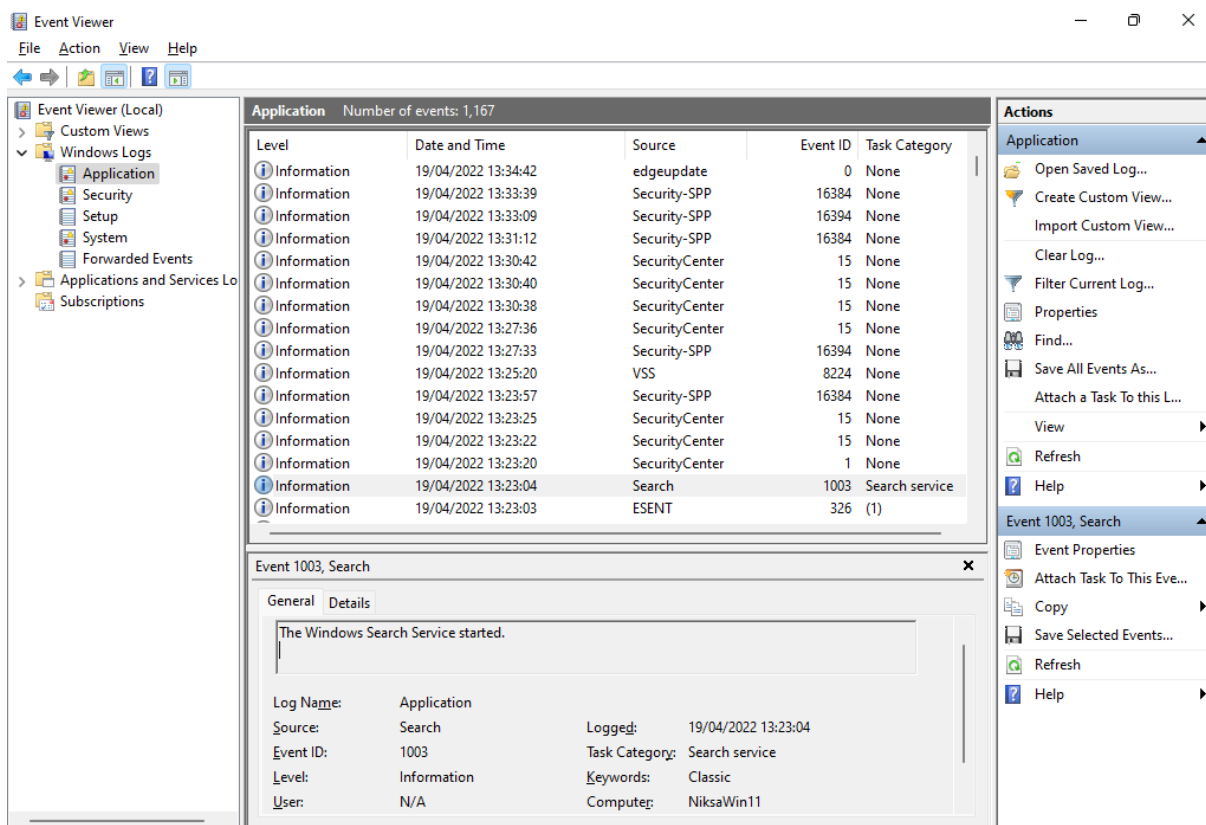 Event Viewer
File Action View Help
Event Viewer (Local)
Custom Views
Windows Logs
Application
Security
Setup
System
Forwarded Events
Applications and Services Lo
Subscriptions
Application Number of events: 1,167
Level Date and Time Source Event ID Task Category
Information 19/04/2022 13:34:42 edgeupdate 0 None
Information 19/04/2022 13:33:39 Security-SPP 16384 None
Information 19/04/2022 13:33:09 Security-SPP 16394 None
Information 19/04/2022 13:31:12 Security-SPP 16384 None
Information 19/04/2022 13:30:42 SecurityCenter 15 None
Information 19/04/2022 13:30:40 SecurityCenter 15 None
Information 19/04/2022 13:30:38 SecurityCenter 15 None
Information 19/04/2022 13:27:36 SecurityCenter 15 None
Information 19/04/2022 13:27:33 Security-SPP 16394 None
Information 19/04/2022 13:25:20 VSS 8224 None
Information 19/04/2022 13:23:57 Security-SPP 16384 None
Information 19/04/2022 13:23:25 SecurityCenter 15 None
Information 19/04/2022 13:23:22 SecurityCenter 15 None
Information 19/04/2022 13:23:20 SecurityCenter 1 None
Information 19/04/2022 13:23:04 Search 1003 Search service
Information 19/04/2022 13:23:03 ESENT 326 (1)
Event 1003, Search
General Details
The Windows Search Service started.
Log Name: Application
Source: Search Logged: 19/04/2022 13:23:04
Event ID: 1003 Task Category: Search service
Level: Information Keywords: Classic
User: N/A Computer: NiksaWin11
Actions
Application
Open Saved Log...
Create Custom View...
Import Custom View...
Clear Log...
Filter Current Log...
Properties
Find...
Save All Events As...
Attach a Task To this L...
View
Refresh
Help
Event 1003, Search
Event Properties
Attach Task To This Eve...
Copy
Save Selected Events...
Refresh
Help